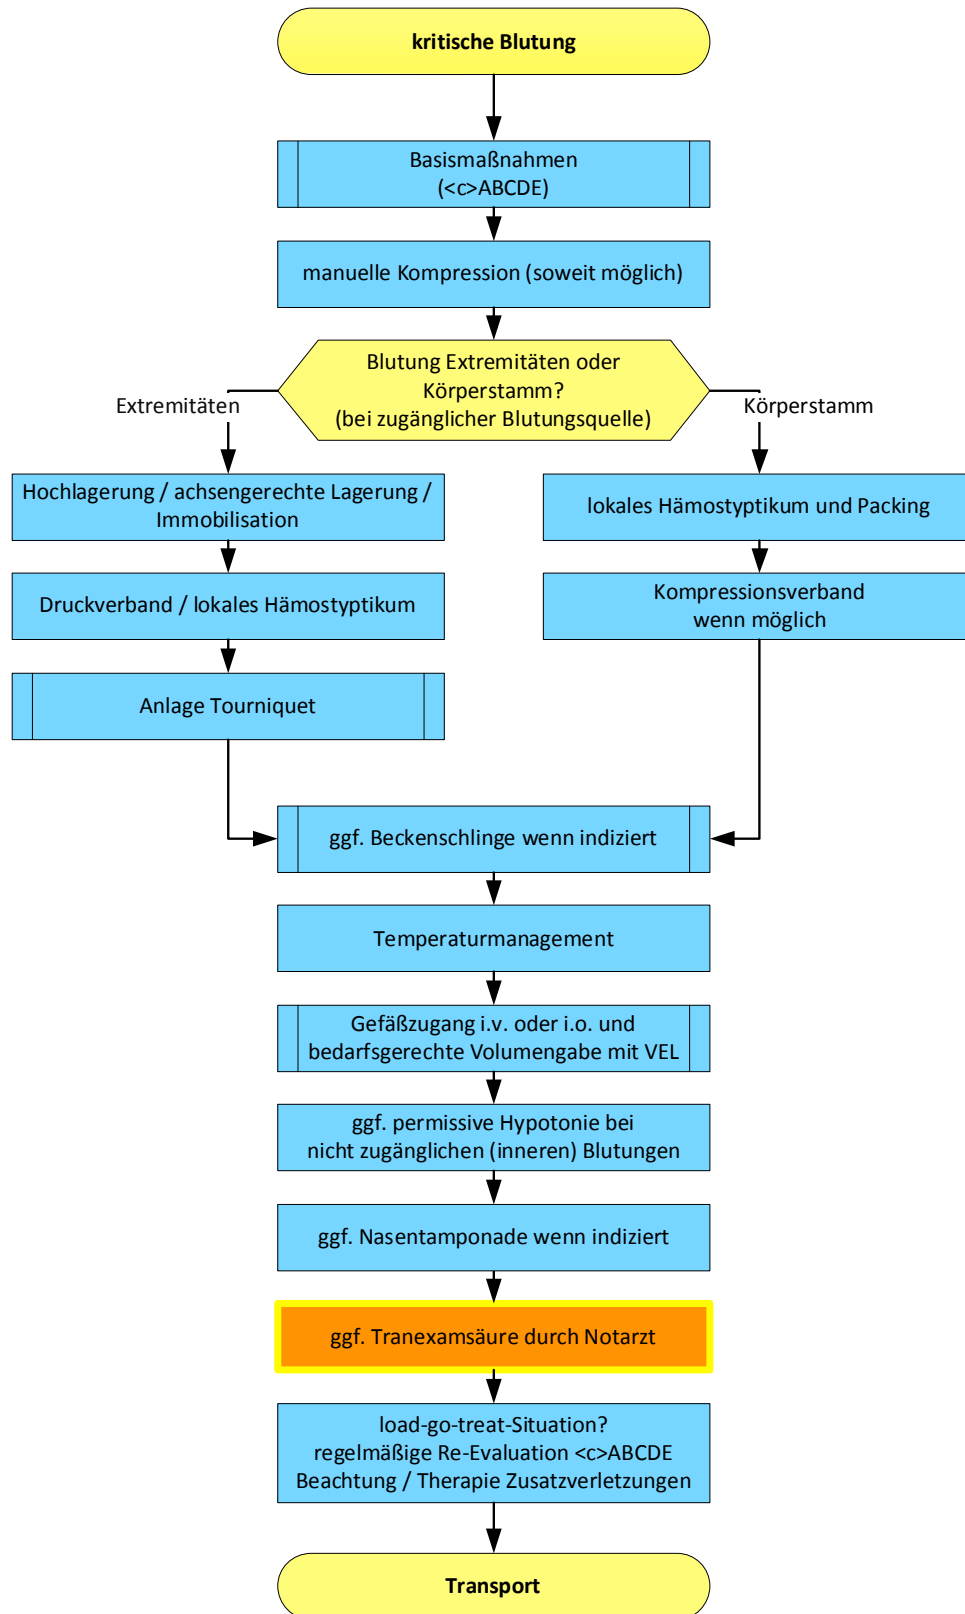 kritische Blutung
Basismaßnahmen
(<c>ABCDE)
manuelle Kompression (soweit möglich)
Blutung Extremitäten oder
Körperstamm?
(bei zugänglicher Blutungsquelle)
Extremitäten
Körperstamm
Hochlagerung / achsengerechte Lagerung /
Immobilisation
lokales Hämostyptikum und Packing
Druckverband / lokales Hämostyptikum
Kompressionsverband
wenn möglich
Anlage Tourniquet
ggf. Beckenschlinge wenn indiziert
Temperaturmanagement
Gefäßzugang i.v. oder i.o. und
bedarfsgerechte Volumengabe mit VEL
ggf. permissive Hypotonie bei
nicht zugänglichen (inneren) Blutungen
ggf. Nasentamponade wenn indiziert
ggf. Tranexamsäure durch Notarzt
load-go-treat-Situation?
regelmäßige Re-Evaluation <c>ABCDE
Beachtung / Therapie Zusatzverletzungen
Transport